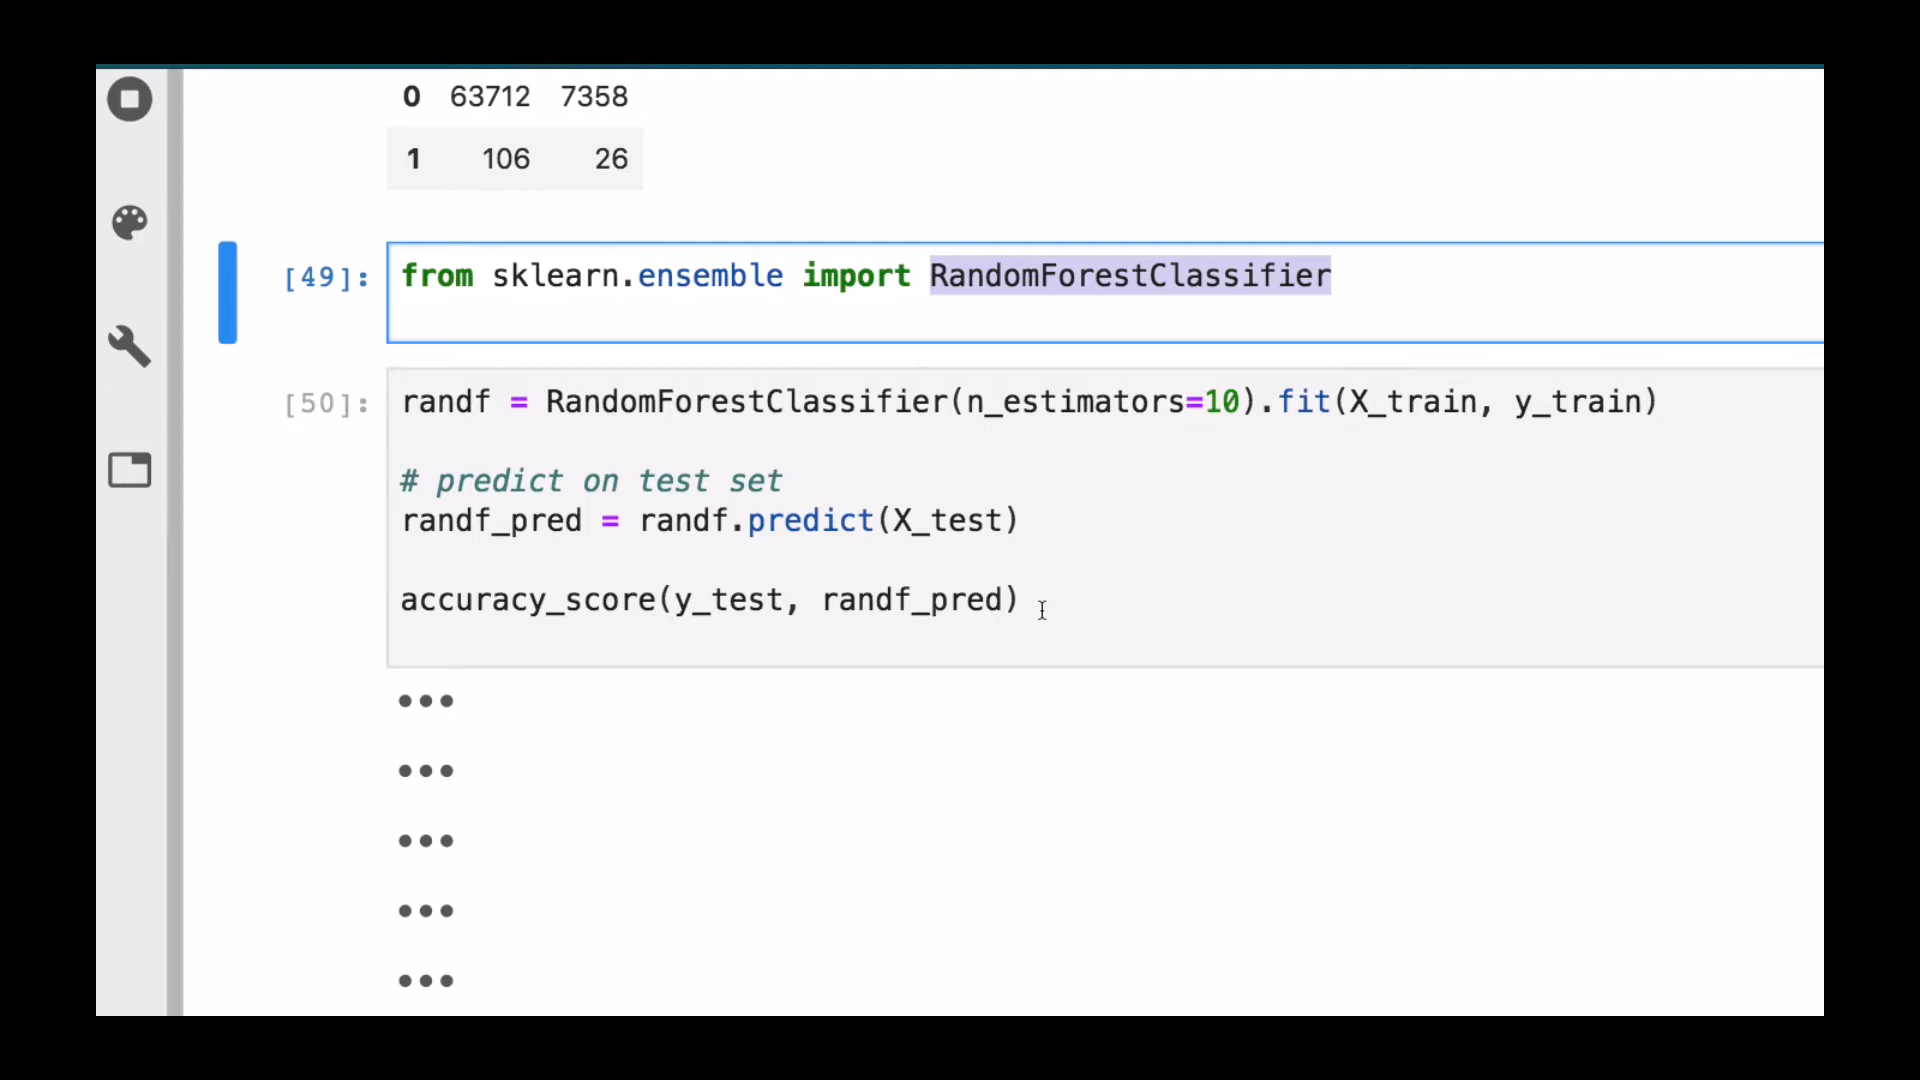 0 63712 7358
1 106 26
[49]: from sklearn.ensemble import RandomForestClassifier
[50]: randf = RandomForestClassifier(n_estimators=10).fit(X_train, y_train)
# predict on test set
randf_pred = randf.predict(X_test)
accuracy_score(y_test, randf_pred)